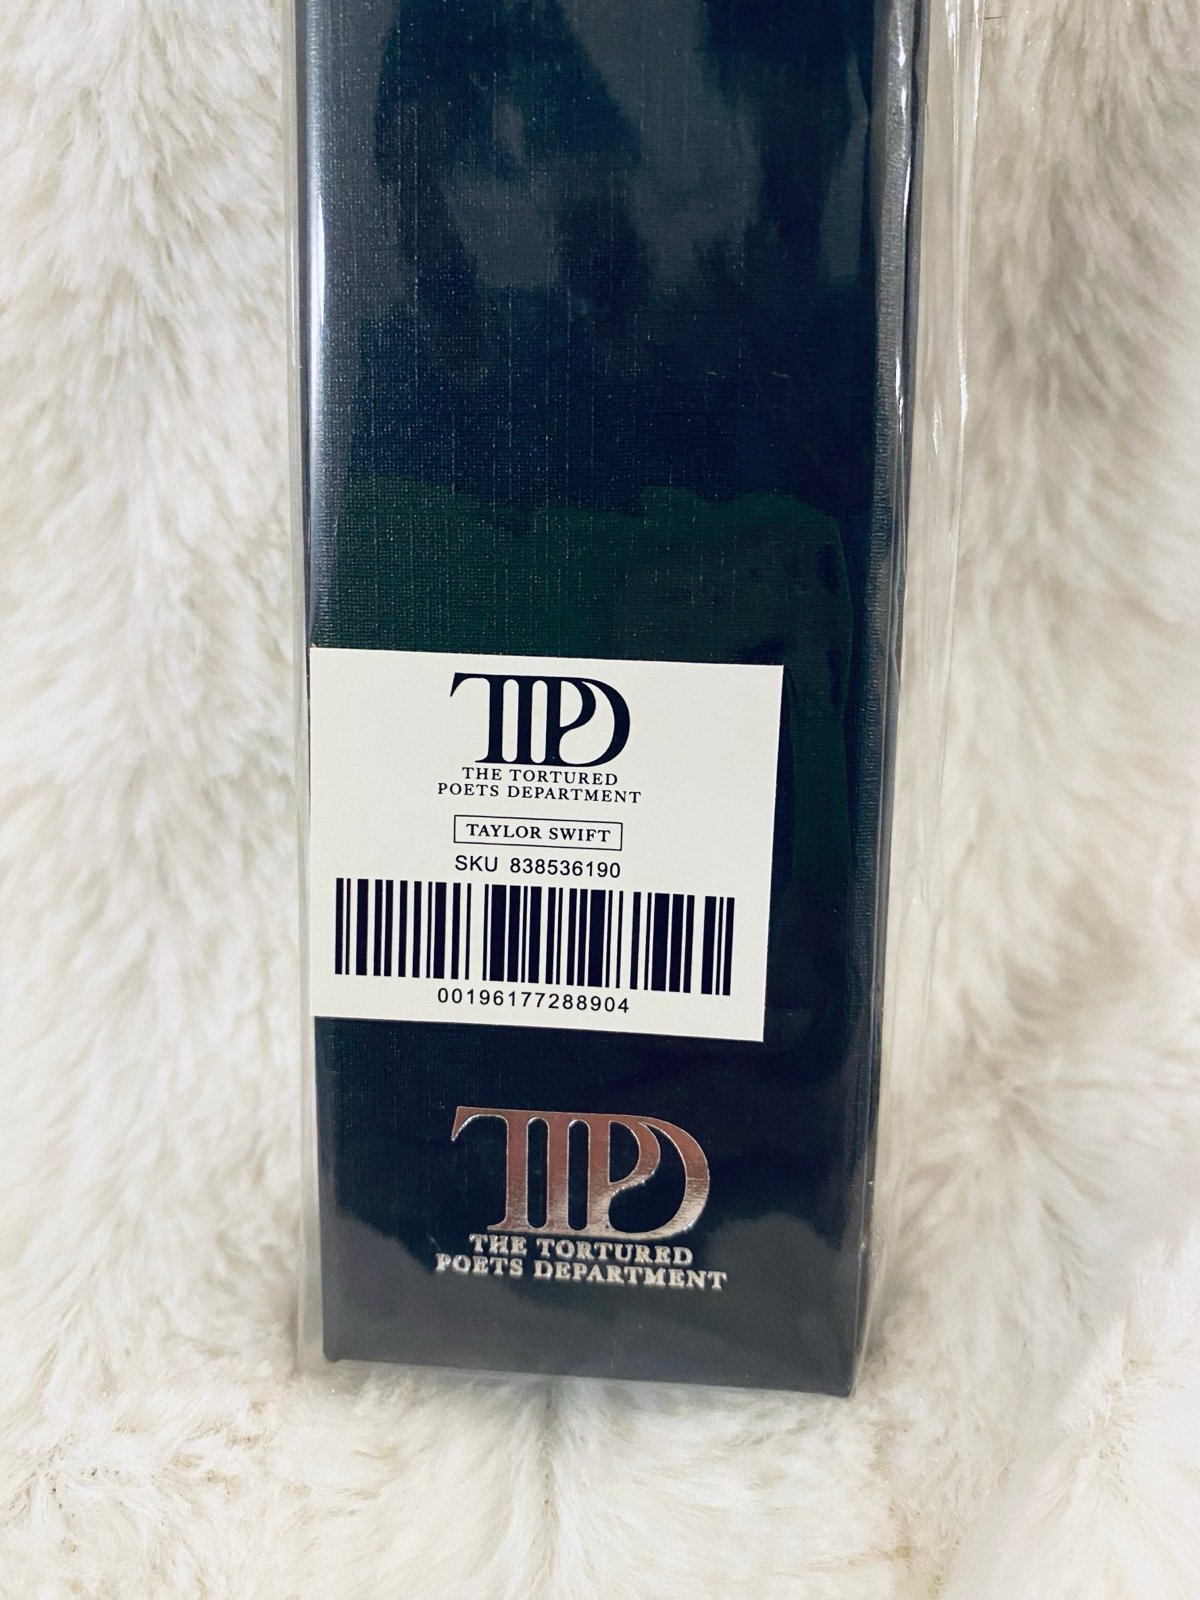 TTPD
THE TORTURED
POETS DEPARTMENT
TAYLOR SWIFT
SKU 838536190
00196177288904
TTPD
THE TORTURED
POETS DEPARTMENT